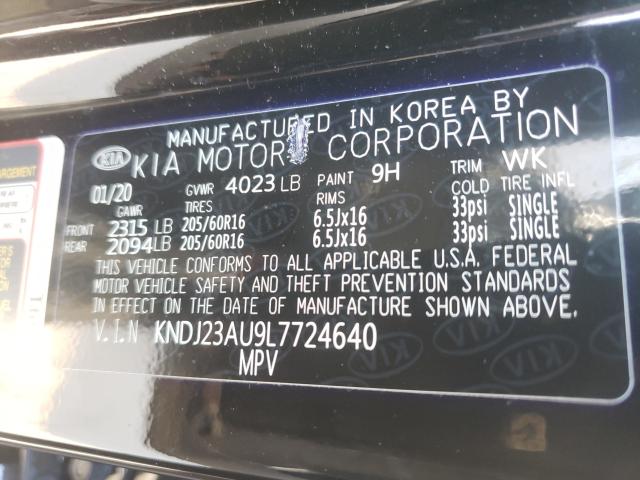 MANUFACTURED IN KOREA BY
KIA KIA MOTOR CORPORATION
01/20 GVWR 4023 LB PAINT 9H TRIM WK
GAWR TIRES RIMS COLD TIRE INFL
FRONT 2315 LB 205/60R16 6.5Jx16 33psi SINGLE
REAR 2094LB 205/60R16 6.5Jx16 33psi SINGLE
THIS VEHICLE CONFORMS TO ALL APPLICABLE U.S.A. FEDERAL
MOTOR VEHICLE SAFETY AND THEFT PREVENTION STANDARDS
IN EFFECT ON THE DATE OF MANUFACTURE SHOWN ABOVE.
V.I.N KNDJ23AU9L7724640
MPV